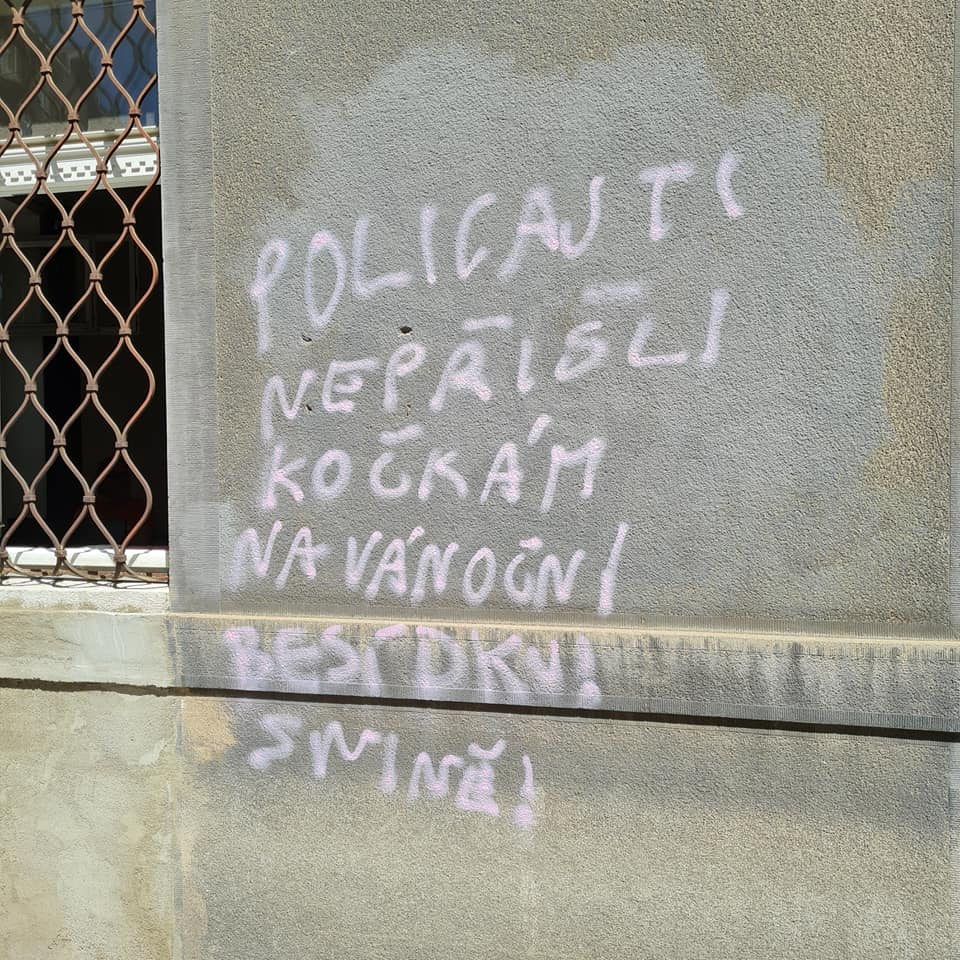 POLICAJTI
NEPŘIŠLI
KOČKÁM
NA VÁNOČNÍ
BESÍDKU!
SVINĚ!